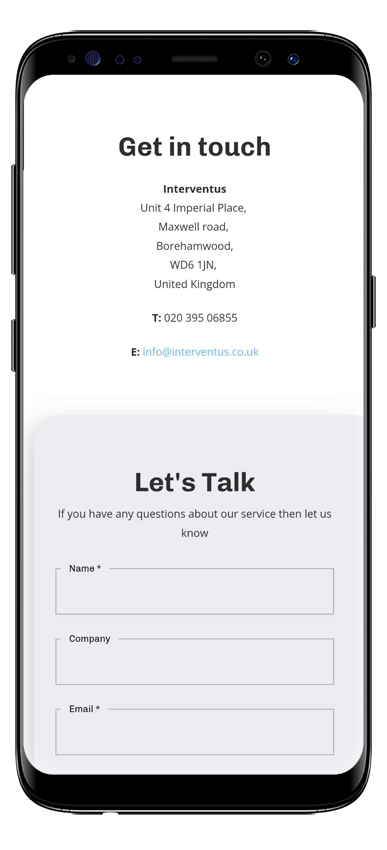 Get in touch
Interventus
Unit 4 Imperial Place,
Maxwell road,
Borehamwood,
WD6 1JN,
United Kingdom
T: 020 395 06855
E: info@interventus.co.uk
Let's Talk
If you have any questions about our service then let us
know
Name *
Company
Email *